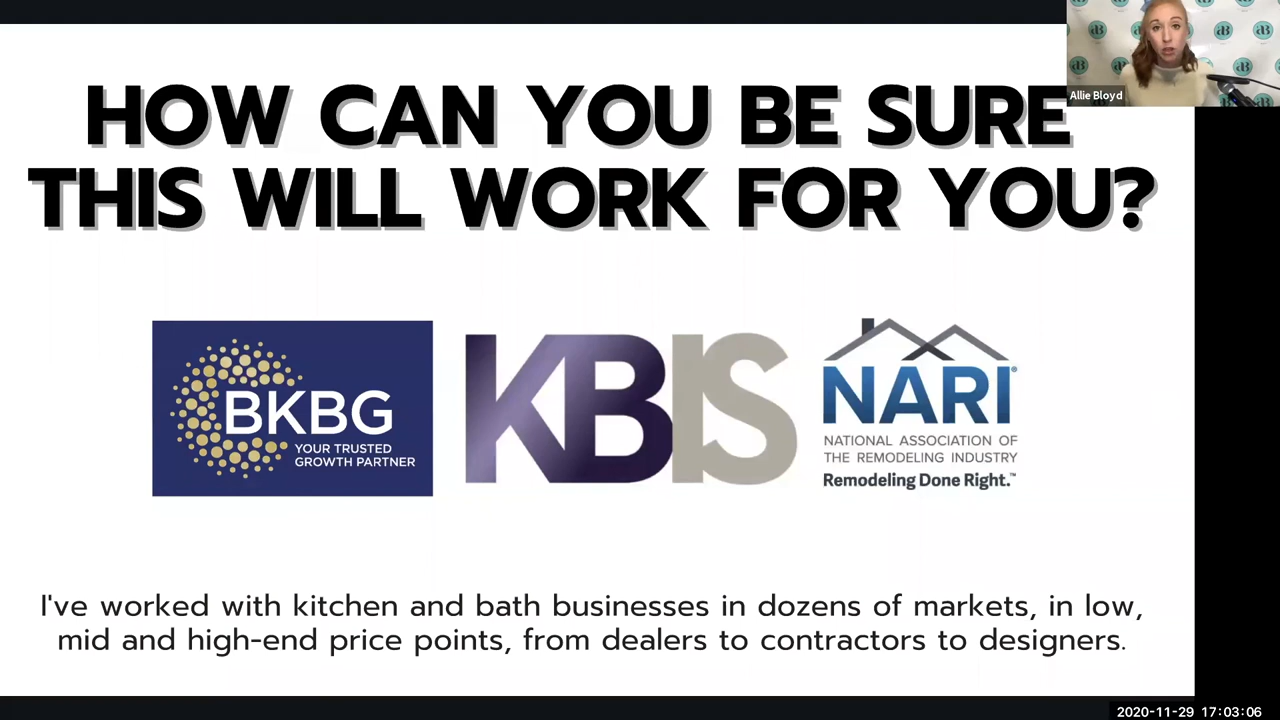 HOW CAN YOU BE SURE
THIS WILL WORK FOR YOU?
Allie Bloyd
BKBG
YOUR TRUSTED
GROWTH PARTNER
KBIS
NARI®
NATIONAL ASSOCIATION OF
THE REMODELING INDUSTRY
Remodeling Done Right.™
I've worked with kitchen and bath businesses in dozens of markets, in low,
mid and high-end price points, from dealers to contractors to designers.
2020-11-29 17:03:06